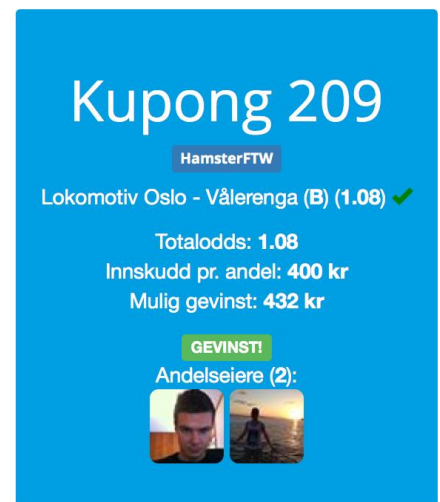 Kupong 209
HamsterFTW
Lokomotiv Oslo - Vålerenga (B) (1.08) ✔
Totalodds: 1.08
Innskudd pr. andel: 400 kr
Mulig gevinst: 432 kr
GEVINST!
Andelseiere (2):